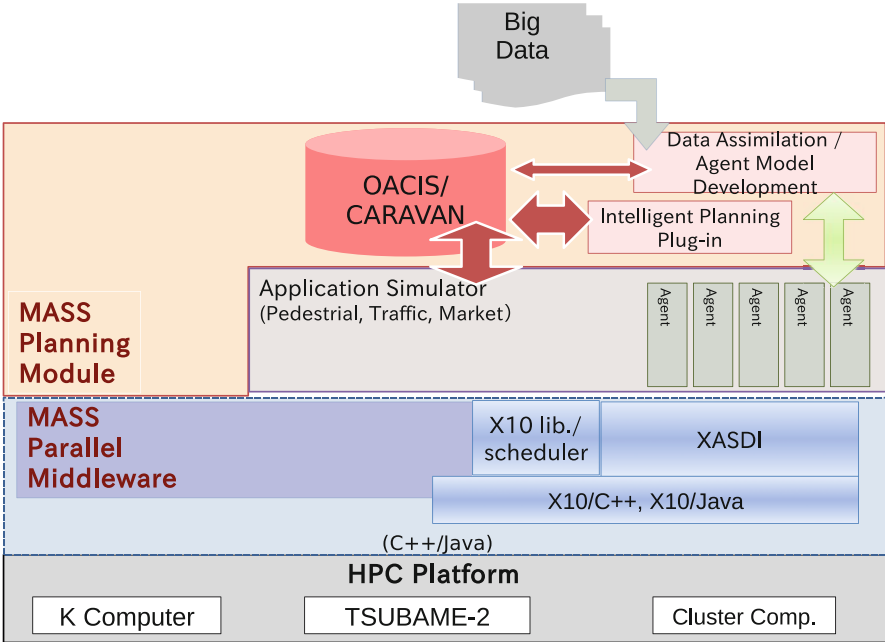 Big
Data
Data Assimilation /
Agent Model
Development
OACIS/
CARAVAN
Intelligent Planning
Plug-in
Application Simulator
(Pedestrial, Traffic, Market)
Agent
Agent
Agent
Agent
Agent
MASS
Planning
Module
MASS
Parallel
Middleware
X10 lib./
scheduler
XASDI
X10/C++, X10/Java
(C++/Java)
HPC Platform
K Computer
TSUBAME-2
Cluster Comp.